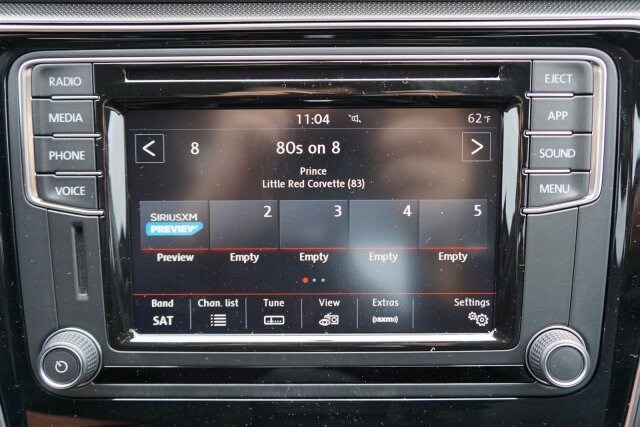 RADIO
MEDIA
PHONE
VOICE
EJECT
APP
SOUND
MENU
11:04 62°F
< 8 80s on 8 >
Prince
Little Red Corvette (83)
SIRIUSXM
PREVIEW
2 3 4 5
Preview Empty Empty Empty Empty
Band Chan. list Tune View Extras Settings
SAT
((sxm))